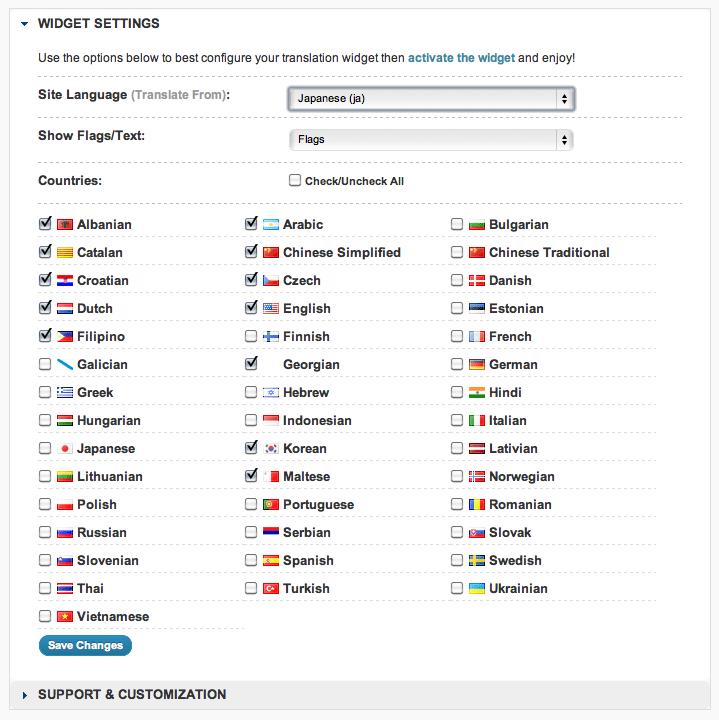 WIDGET SETTINGS
Use the options below to best configure your translation widget then activate the widget and enjoy!
Site Language (Translate From): Japanese (ja)
Show Flags/Text: Flags
Countries: Check/Uncheck All
Albanian Arabic Bulgarian
Catalan Chinese Simplified Chinese Traditional
Croatian Czech Danish
Dutch English Estonian
Filipino Finnish French
Galician Georgian German
Greek Hebrew Hindi
Hungarian Indonesian Italian
Japanese Korean Lativian
Lithuanian Maltese Norwegian
Polish Portuguese Romanian
Russian Serbian Slovak
Slovenian Spanish Swedish
Thai Turkish Ukrainian
Vietnamese
Save Changes
SUPPORT & CUSTOMIZATION